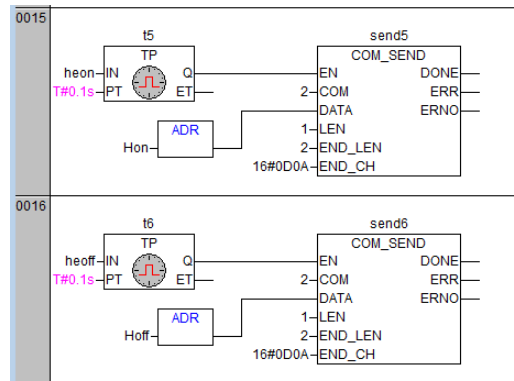 0015
t5
send5
TP
COM_SEND
heon IN Q EN DONE
T#0.1s PT ET 2 COM ERR
DATA ERNO
ADR 1 LEN
Hon 2 END_LEN
16#0D0A END_CH
0016
t6
send6
TP
COM_SEND
heoff IN Q EN DONE
T#0.1s PT ET 2 COM ERR
DATA ERNO
ADR 1 LEN
Hoff 2 END_LEN
16#0D0A END_CH